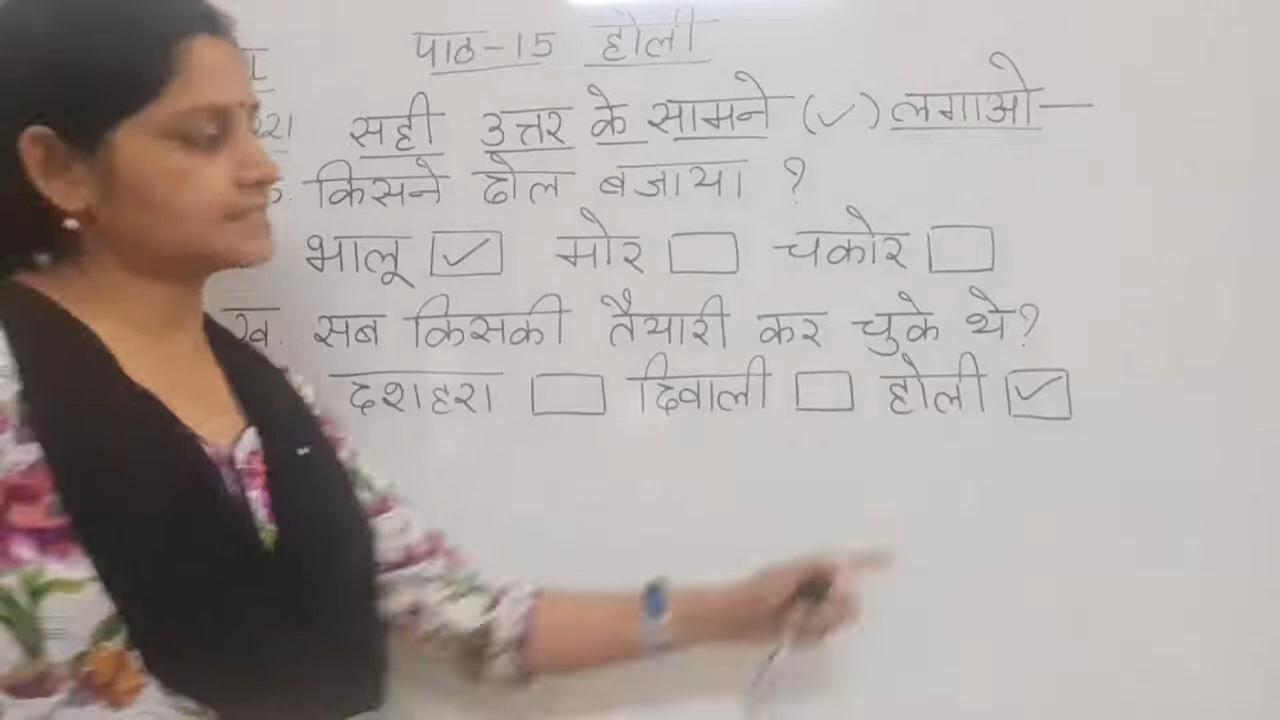 पाठ-15 होली
सही उत्तर के सामने (✓) लगाओ—
किसने ढोल बजाया ?
भालू ✓ मोर चकोर
ख. सब किसकी तैयारी कर चुके थे?
दशहरा दिवाली होली ✓